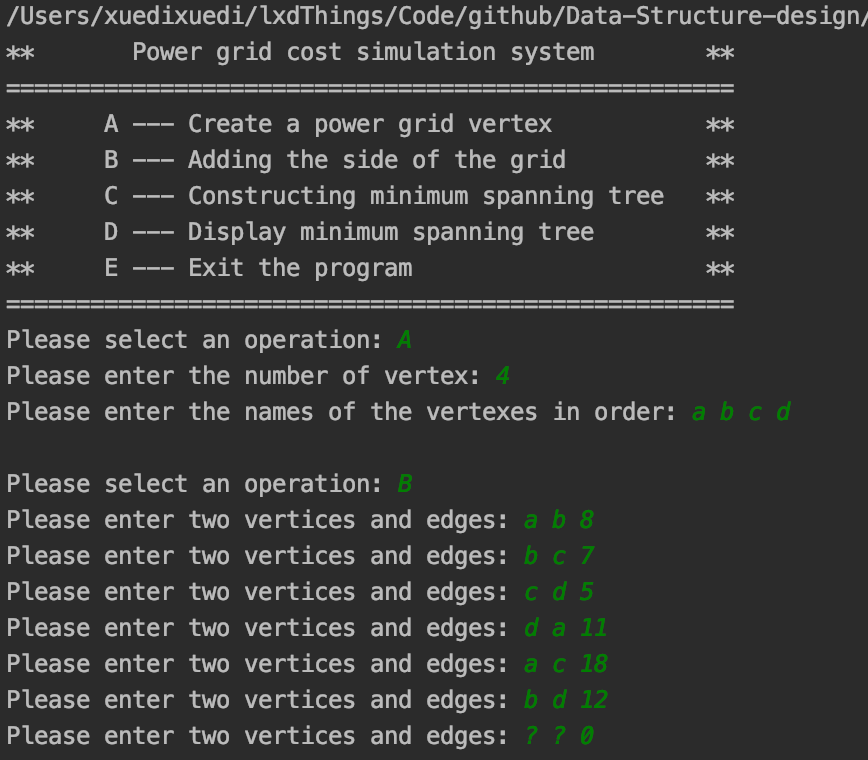 /Users/xuedixuedi/lxdThings/Code/github/Data-Structure-design/
** Power grid cost simulation system **
====================================================
** A --- Create a power grid vertex **
** B --- Adding the side of the grid **
** C --- Constructing minimum spanning tree **
** D --- Display minimum spanning tree **
** E --- Exit the program **
====================================================
Please select an operation: A
Please enter the number of vertex: 4
Please enter the names of the vertexes in order: a b c d
Please select an operation: B
Please enter two vertices and edges: a b 8
Please enter two vertices and edges: b c 7
Please enter two vertices and edges: c d 5
Please enter two vertices and edges: d a 11
Please enter two vertices and edges: a c 18
Please enter two vertices and edges: b d 12
Please enter two vertices and edges: ? ? 0